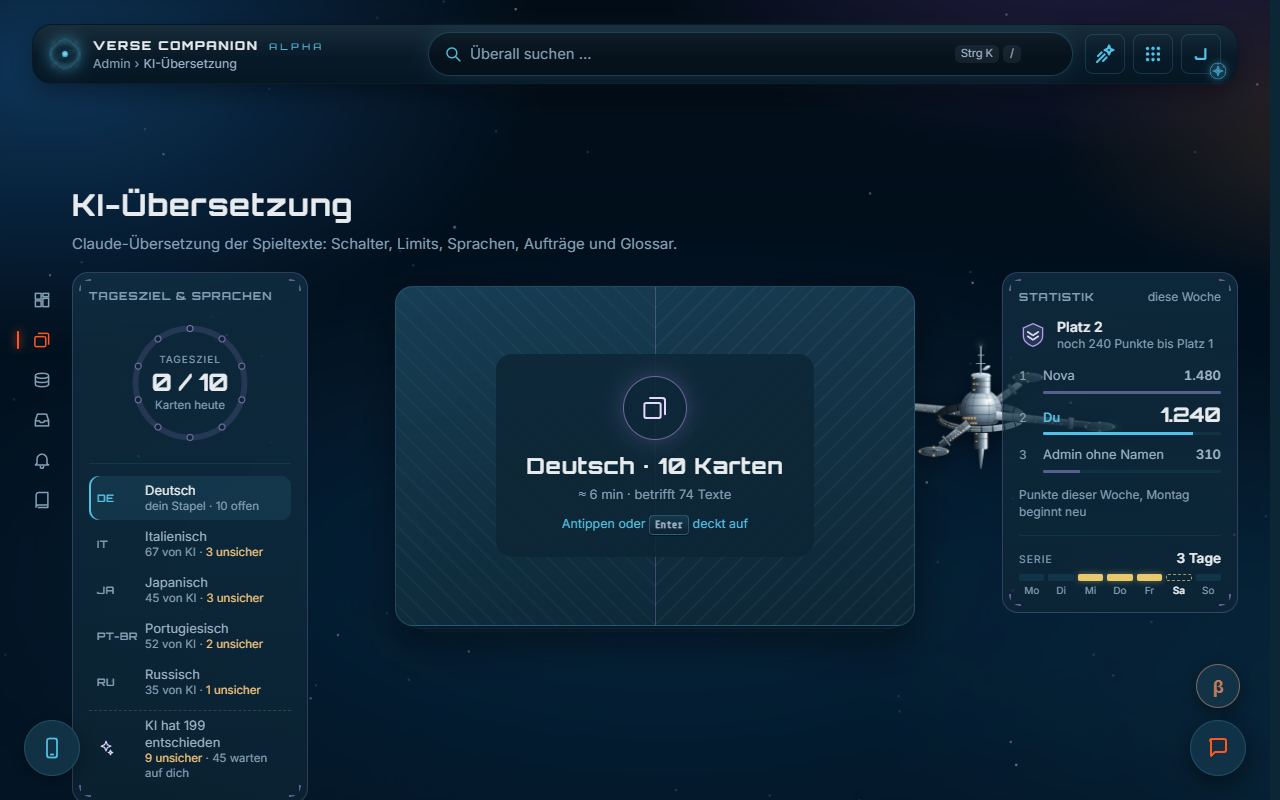 VERSE COMPANION ALPHA
Admin › KI-Übersetzung
Überall suchen ...
Strg K /
KI-Übersetzung
Claude-Übersetzung der Spieltexte: Schalter, Limits, Sprachen, Aufträge und Glossar.
TAGESZIEL & SPRACHEN
TAGESZIEL
0 / 10
Karten heute
DE Deutsch
dein Stapel · 10 offen
IT Italienisch
67 von KI · 3 unsicher
JA Japanisch
45 von KI · 3 unsicher
PT-BR Portugiesisch
52 von KI · 2 unsicher
RU Russisch
35 von KI · 1 unsicher
KI hat 199
entschieden
9 unsicher · 45 warten
auf dich
Deutsch · 10 Karten
≈ 6 min · betrifft 74 Texte
Antippen oder Enter deckt auf
STATISTIK diese Woche
Platz 2
noch 240 Punkte bis Platz 1
1 Nova 1.480
2 Du 1.240
3 Admin ohne Namen 310
Punkte dieser Woche, Montag
beginnt neu
SERIE 3 Tage
Mo Di Mi Do Fr Sa So
β